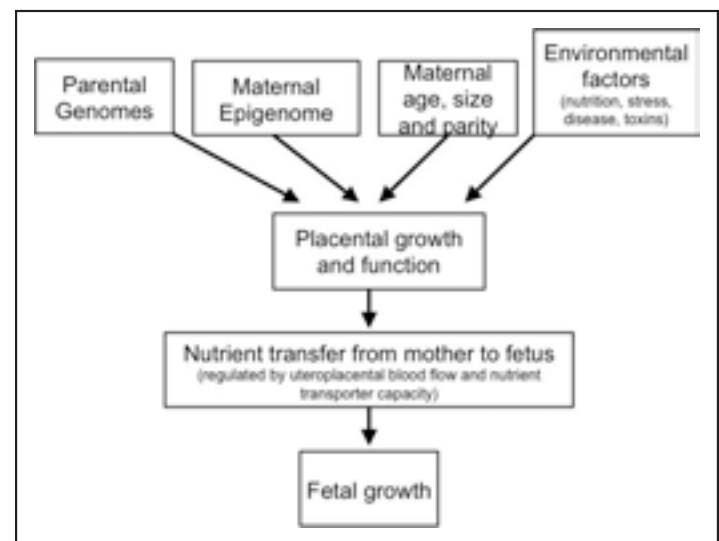 Parental
Genomes
Maternal
Epigenome
Maternal
age, size
and parity
Environmental
factors
(nutrition, stress,
disease, toxins)
Placental growth
and function
Nutrient transfer from mother to fetus
(regulated by uteroplacental blood flow and nutrient
transporter capacity)
Fetal growth